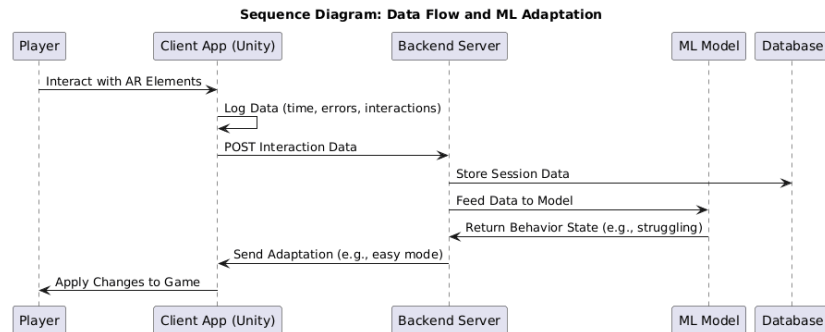 Sequence Diagram: Data Flow and ML Adaptation
Player
Client App (Unity)
Backend Server
ML Model
Database
Interact with AR Elements
Log Data (time, errors, interactions)
POST Interaction Data
Store Session Data
Feed Data to Model
Return Behavior State (e.g., struggling)
Send Adaptation (e.g., easy mode)
Apply Changes to Game
Player
Client App (Unity)
Backend Server
ML Model
Database